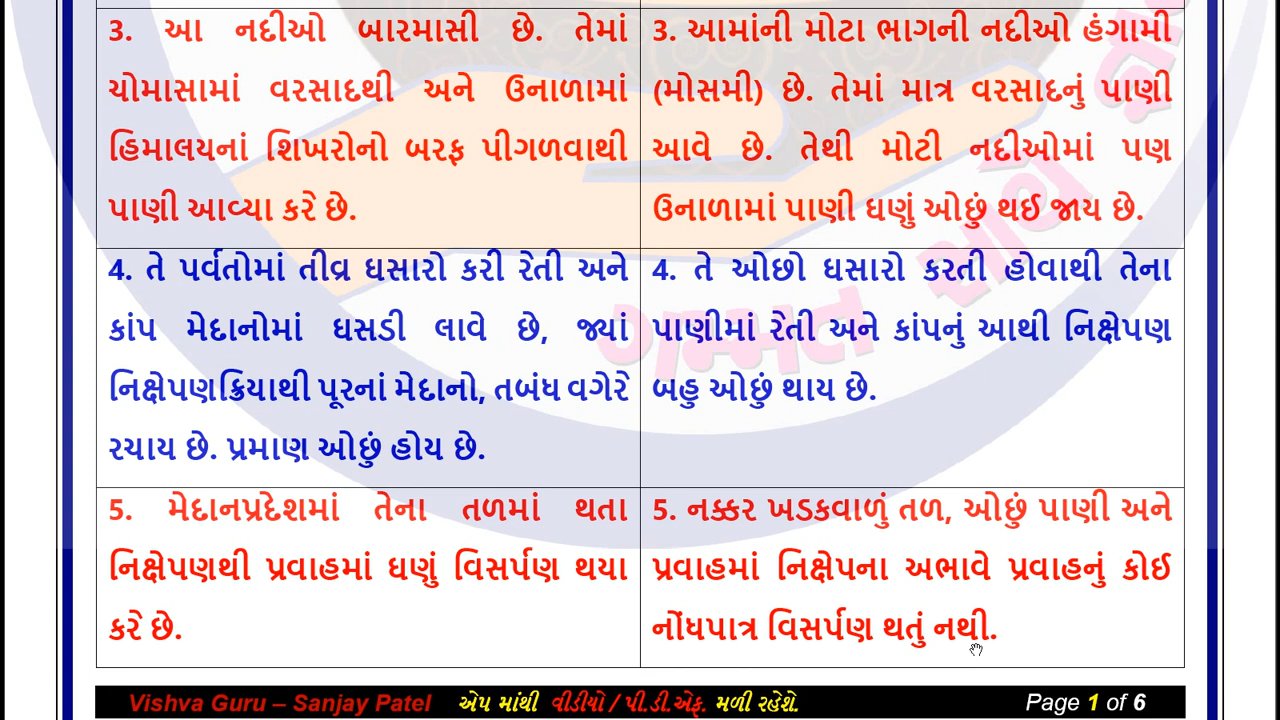 3. આ નદીઓ બારમાસી છે. તેમાં
ચોમાસામાં વરસાદથી અને ઉનાળામાં
હિમાલયનાં શિખરોનો બરફ પીગળવાથી
પાણી આવ્યા કરે છે.
3. આમાંની મોટા ભાગની નદીઓ હંગામી
(મોસમી) છે. તેમાં માત્ર વરસાદનું પાણી
આવે છે. તેથી મોટી નદીઓમાં પણ
ઉનાળામાં પાણી ઘણું ઓછું થઈ જાય છે.
4. તે પર્વતોમાં તીવ્ર ઘસારો કરી રેતી અને
કાંપ મેદાનોમાં ઘસડી લાવે છે, જ્યાં
નિક્ષેપણક્રિયાથી પૂરનાં મેદાનો, તબંધ વગેરે
રચાય છે. પ્રમાણ ઓછું હોય છે.
4. તે ઓછો ઘસારો કરતી હોવાથી તેના
પાણીમાં રેતી અને કાંપનું આથી નિક્ષેપણ
બહુ ઓછું થાય છે.
5. મેદાનપ્રદેશમાં તેના તળમાં થતા
નિક્ષેપણથી પ્રવાહમાં ઘણું વિસર્પણ થયા
કરે છે.
5. નક્કર ખડકવાળું તળ, ઓછું પાણી અને
પ્રવાહમાં નિક્ષેપના અભાવે પ્રવાહનું કોઈ
નોંધપાત્ર વિસર્પણ થતું નથી.
ગમ્મત સાથે
Vishva Guru – Sanjay Patel એપ માંથી વીડીયો / પી.ડી.એફ. મળી રહેશે. Page 1 of 6